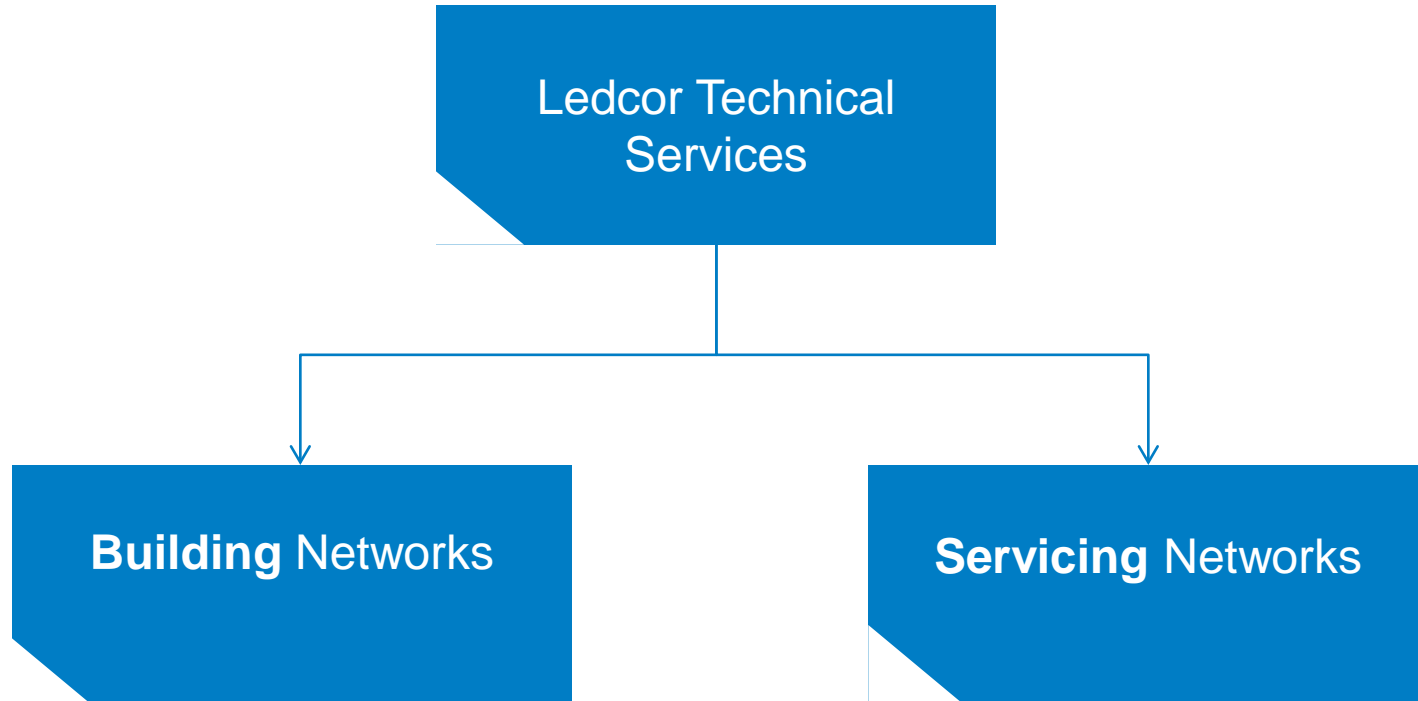 Ledcor Technical
Services
Building Networks
Servicing Networks